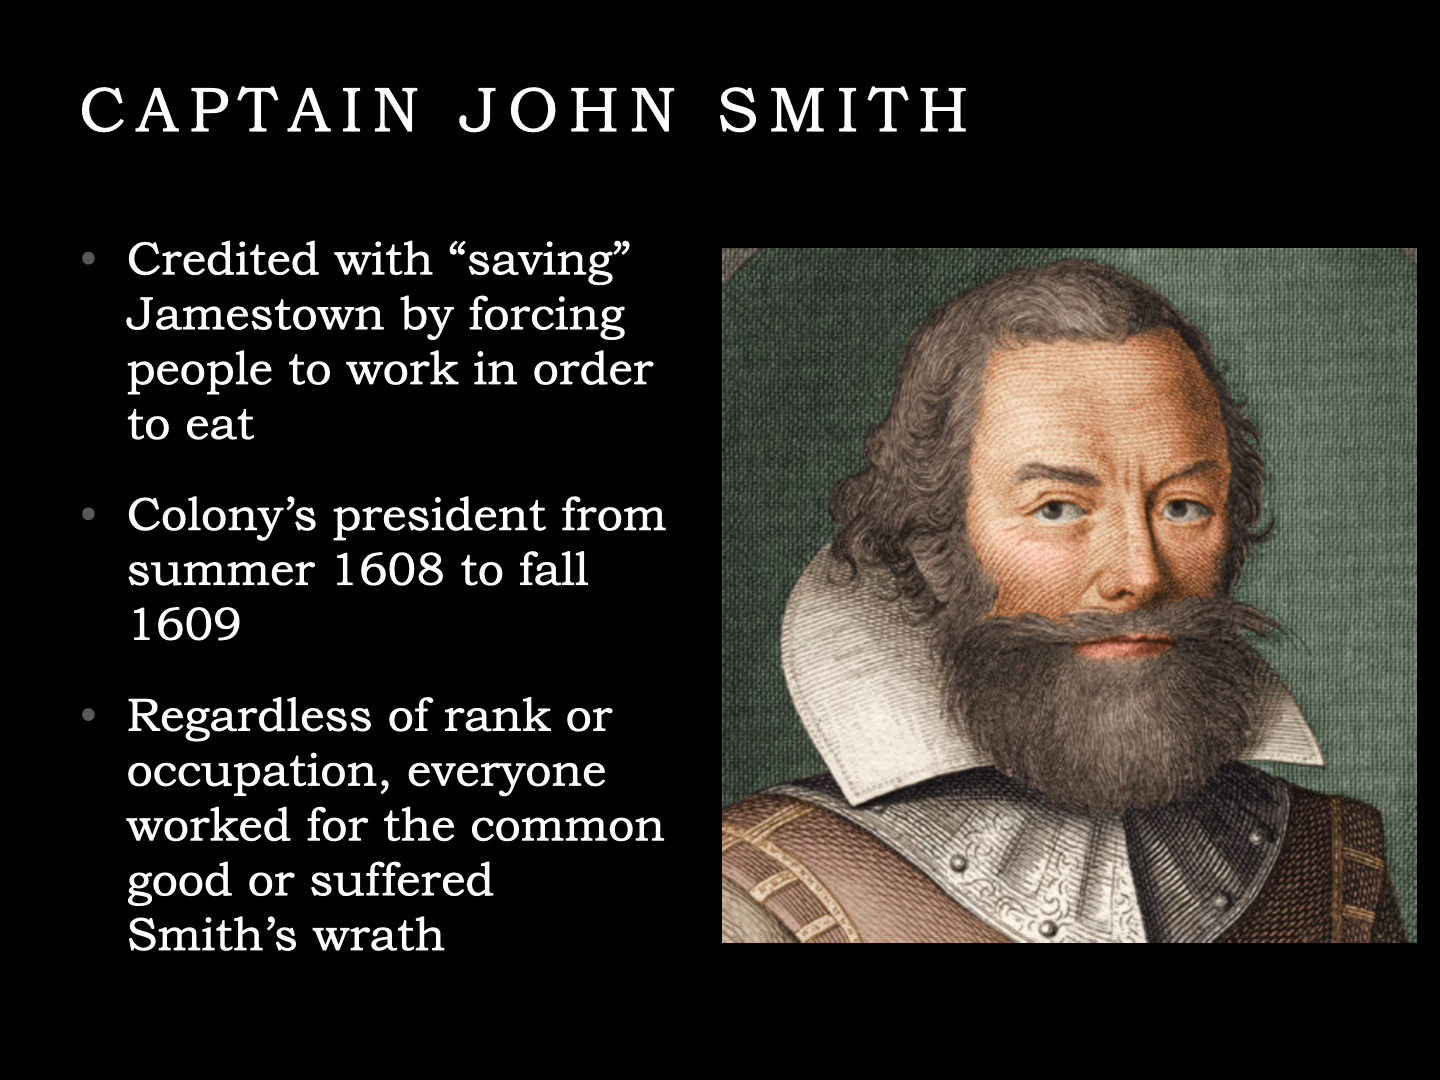 CAPTAIN JOHN SMITH
• Credited with “saving”
Jamestown by forcing
people to work in order
to eat
• Colony’s president from
summer 1608 to fall
1609
• Regardless of rank or
occupation, everyone
worked for the common
good or suffered
Smith’s wrath